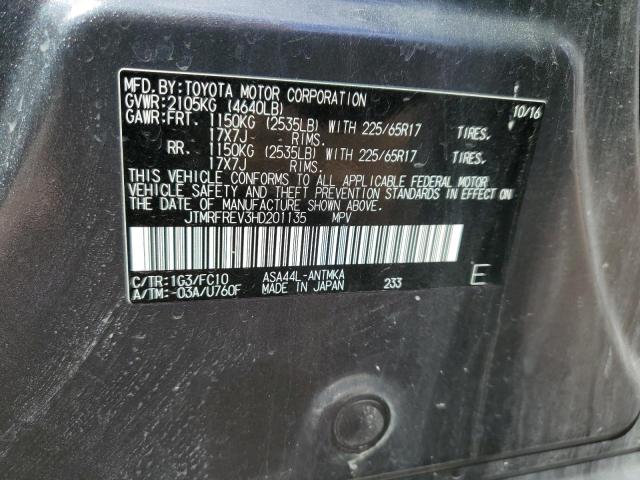 MFD. BY: TOYOTA MOTOR CORPORATION 10/16
GVWR: 2105KG (4640LB)
GAWR: FRT. 1150KG (2535LB) WITH 225/65R17 TIRES.
17X7J RIMS.
RR. 1150KG (2535LB) WITH 225/65R17 TIRES.
17X7J RIMS.
THIS VEHICLE CONFORMS TO ALL APPLICABLE FEDERAL MOTOR
VEHICLE SAFETY AND THEFT PREVENTION STANDARDS IN EFFECT ON
THE DATE OF MANUFACTURE SHOWN ABOVE.
JTMRFREV3HD201135 MPV
C/TR: 1G3/FC10 ASA44L-ANTMKA
A/TM: -03A/U760F MADE IN JAPAN 233 E